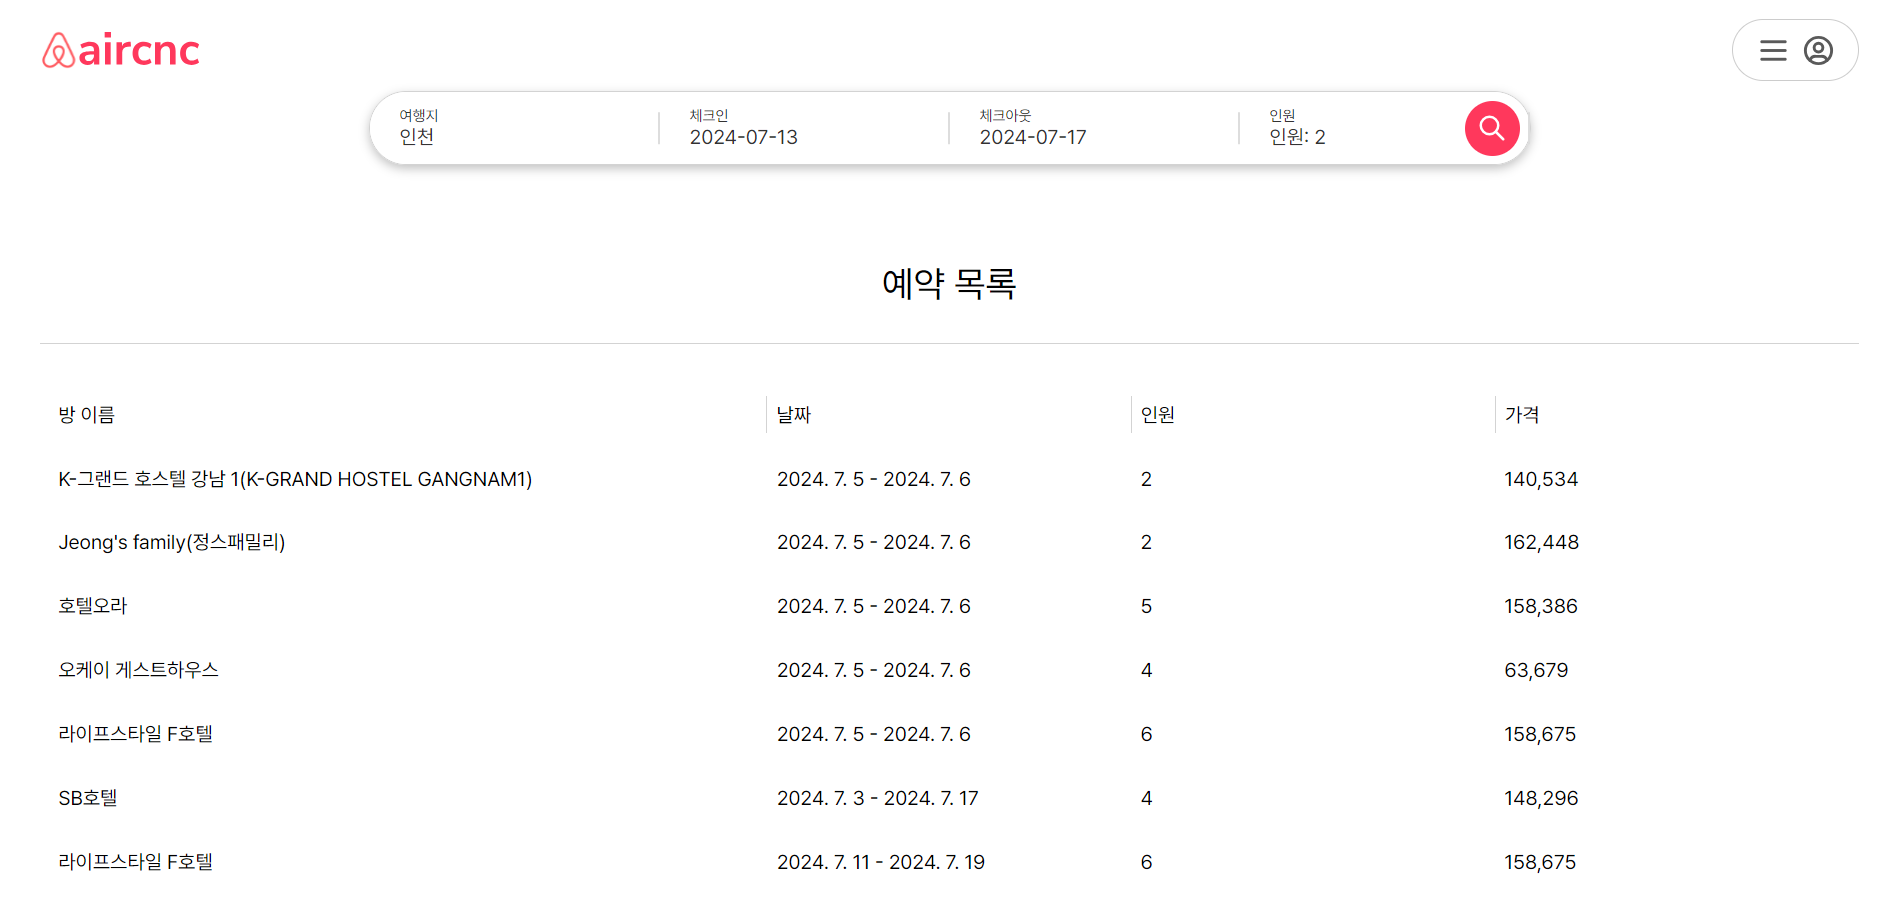 aircnc
여행지 체크인 체크아웃 인원
인천 2024-07-13 2024-07-17 인원: 2
예약 목록
방 이름 날짜 인원 가격
K-그랜드 호스텔 강남 1(K-GRAND HOSTEL GANGNAM1) 2024. 7. 5 - 2024. 7. 6 2 140,534
Jeong's family(정스패밀리) 2024. 7. 5 - 2024. 7. 6 2 162,448
호텔오라 2024. 7. 5 - 2024. 7. 6 5 158,386
오케이 게스트하우스 2024. 7. 5 - 2024. 7. 6 4 63,679
라이프스타일 F호텔 2024. 7. 5 - 2024. 7. 6 6 158,675
SB호텔 2024. 7. 3 - 2024. 7. 17 4 148,296
라이프스타일 F호텔 2024. 7. 11 - 2024. 7. 19 6 158,675